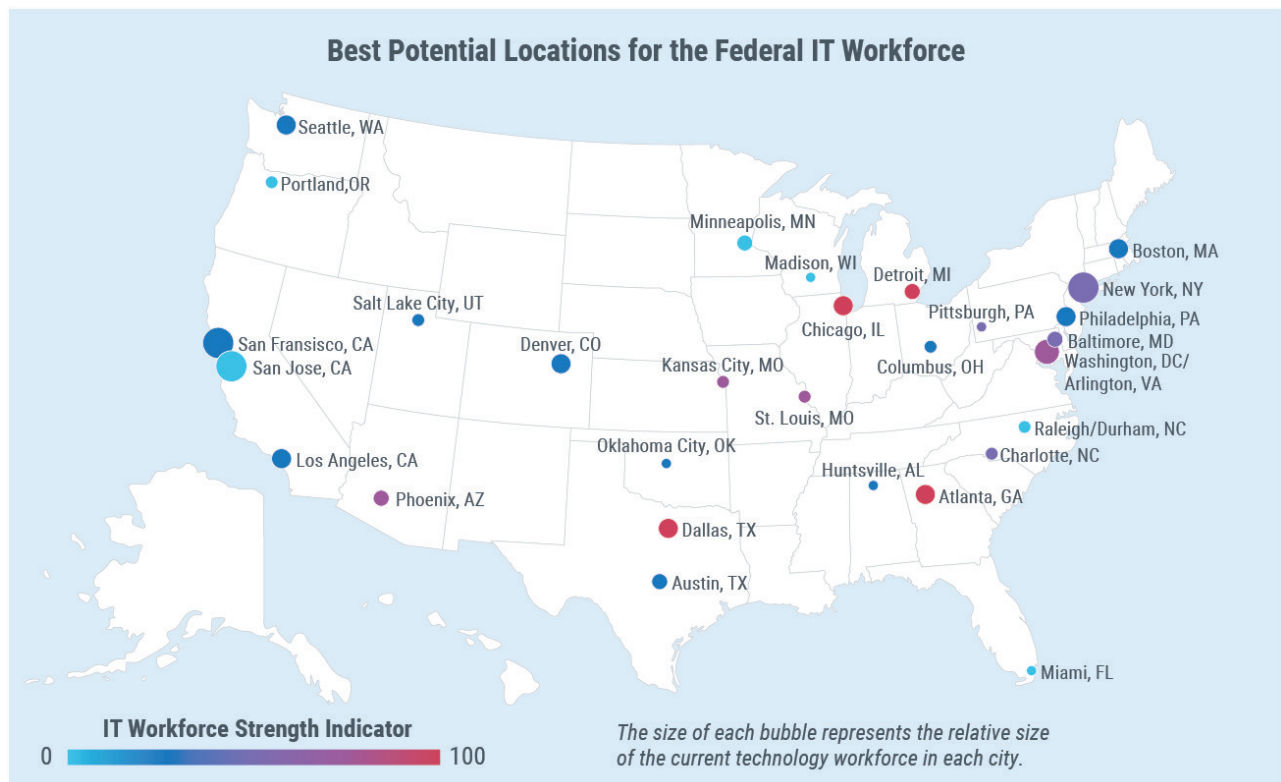 Best Potential Locations for the Federal IT Workforce
Seattle, WA
Portland,OR
Minneapolis, MN
Madison, WI
Detroit, MI
Boston, MA
New York, NY
Salt Lake City, UT
Chicago, IL
Pittsburgh, PA
Philadelphia, PA
San Fransisco, CA
Denver, CO
Baltimore, MD
San Jose, CA
Kansas City, MO
Columbus, OH
Washington, DC/
Arlington, VA
St. Louis, MO
Raleigh/Durham, NC
Oklahoma City, OK
Charlotte, NC
Los Angeles, CA
Huntsville, AL
Phoenix, AZ
Atlanta, GA
Dallas, TX
Austin, TX
Miami, FL
IT Workforce Strength Indicator
0
100
The size of each bubble represents the relative size
of the current technology workforce in each city.